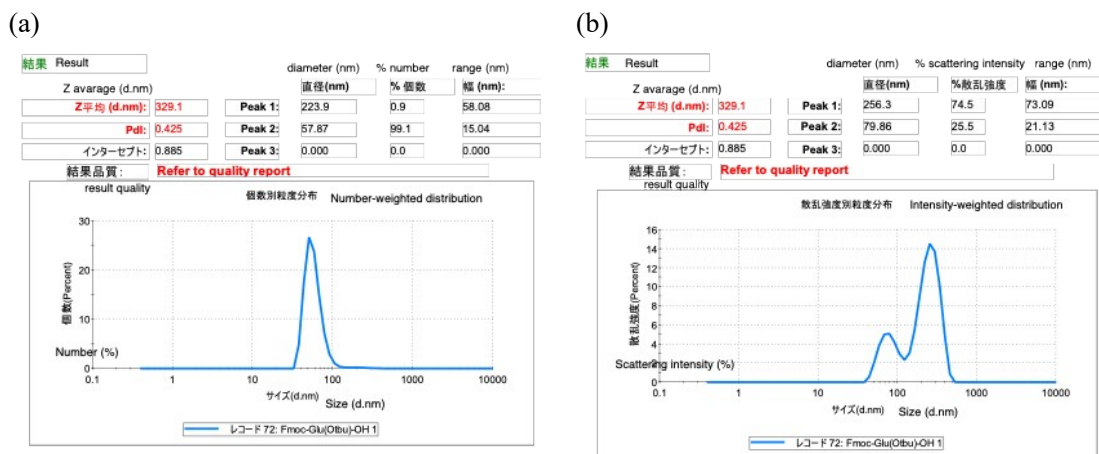 (a)
結果 Result
diameter (nm) % number range (nm)
Z avarage (d.nm)
直径(nm) % 個数 幅 (nm):
Z平均 (d.nm): 329.1 Peak 1: 223.9 0.9 58.08
PdI: 0.425 Peak 2: 57.87 99.1 15.04
インターセプト: 0.885 Peak 3: 0.000 0.0 0.000
結果品質: Refer to quality report
result quality
個数別粒度分布 Number-weighted distribution
30
20
10
0
個数(Percent)
Number (%)
0.1 1 10 100 1000 10000
サイズ(d.nm) Size (d.nm)
レコード 72: Fmoc-Glu(Otbu)-OH 1
(b)
結果 Result
diameter (nm) % scattering intensity range (nm)
Z avarage (d.nm)
直径(nm) %散乱強度 幅 (nm):
Z平均 (d.nm): 329.1 Peak 1: 256.3 74.5 73.09
PdI: 0.425 Peak 2: 79.86 25.5 21.13
インターセプト: 0.885 Peak 3: 0.000 0.0 0.000
結果品質: Refer to quality report
result quality
散乱強度別粒度分布 Intensity-weighted distribution
16
14
12
10
8
6
4
2
0
散乱強度(Percent)
Scattering intensity (%)
0.1 1 10 100 1000 10000
サイズ(d.nm) Size (d.nm)
レコード 72: Fmoc-Glu(Otbu)-OH 1